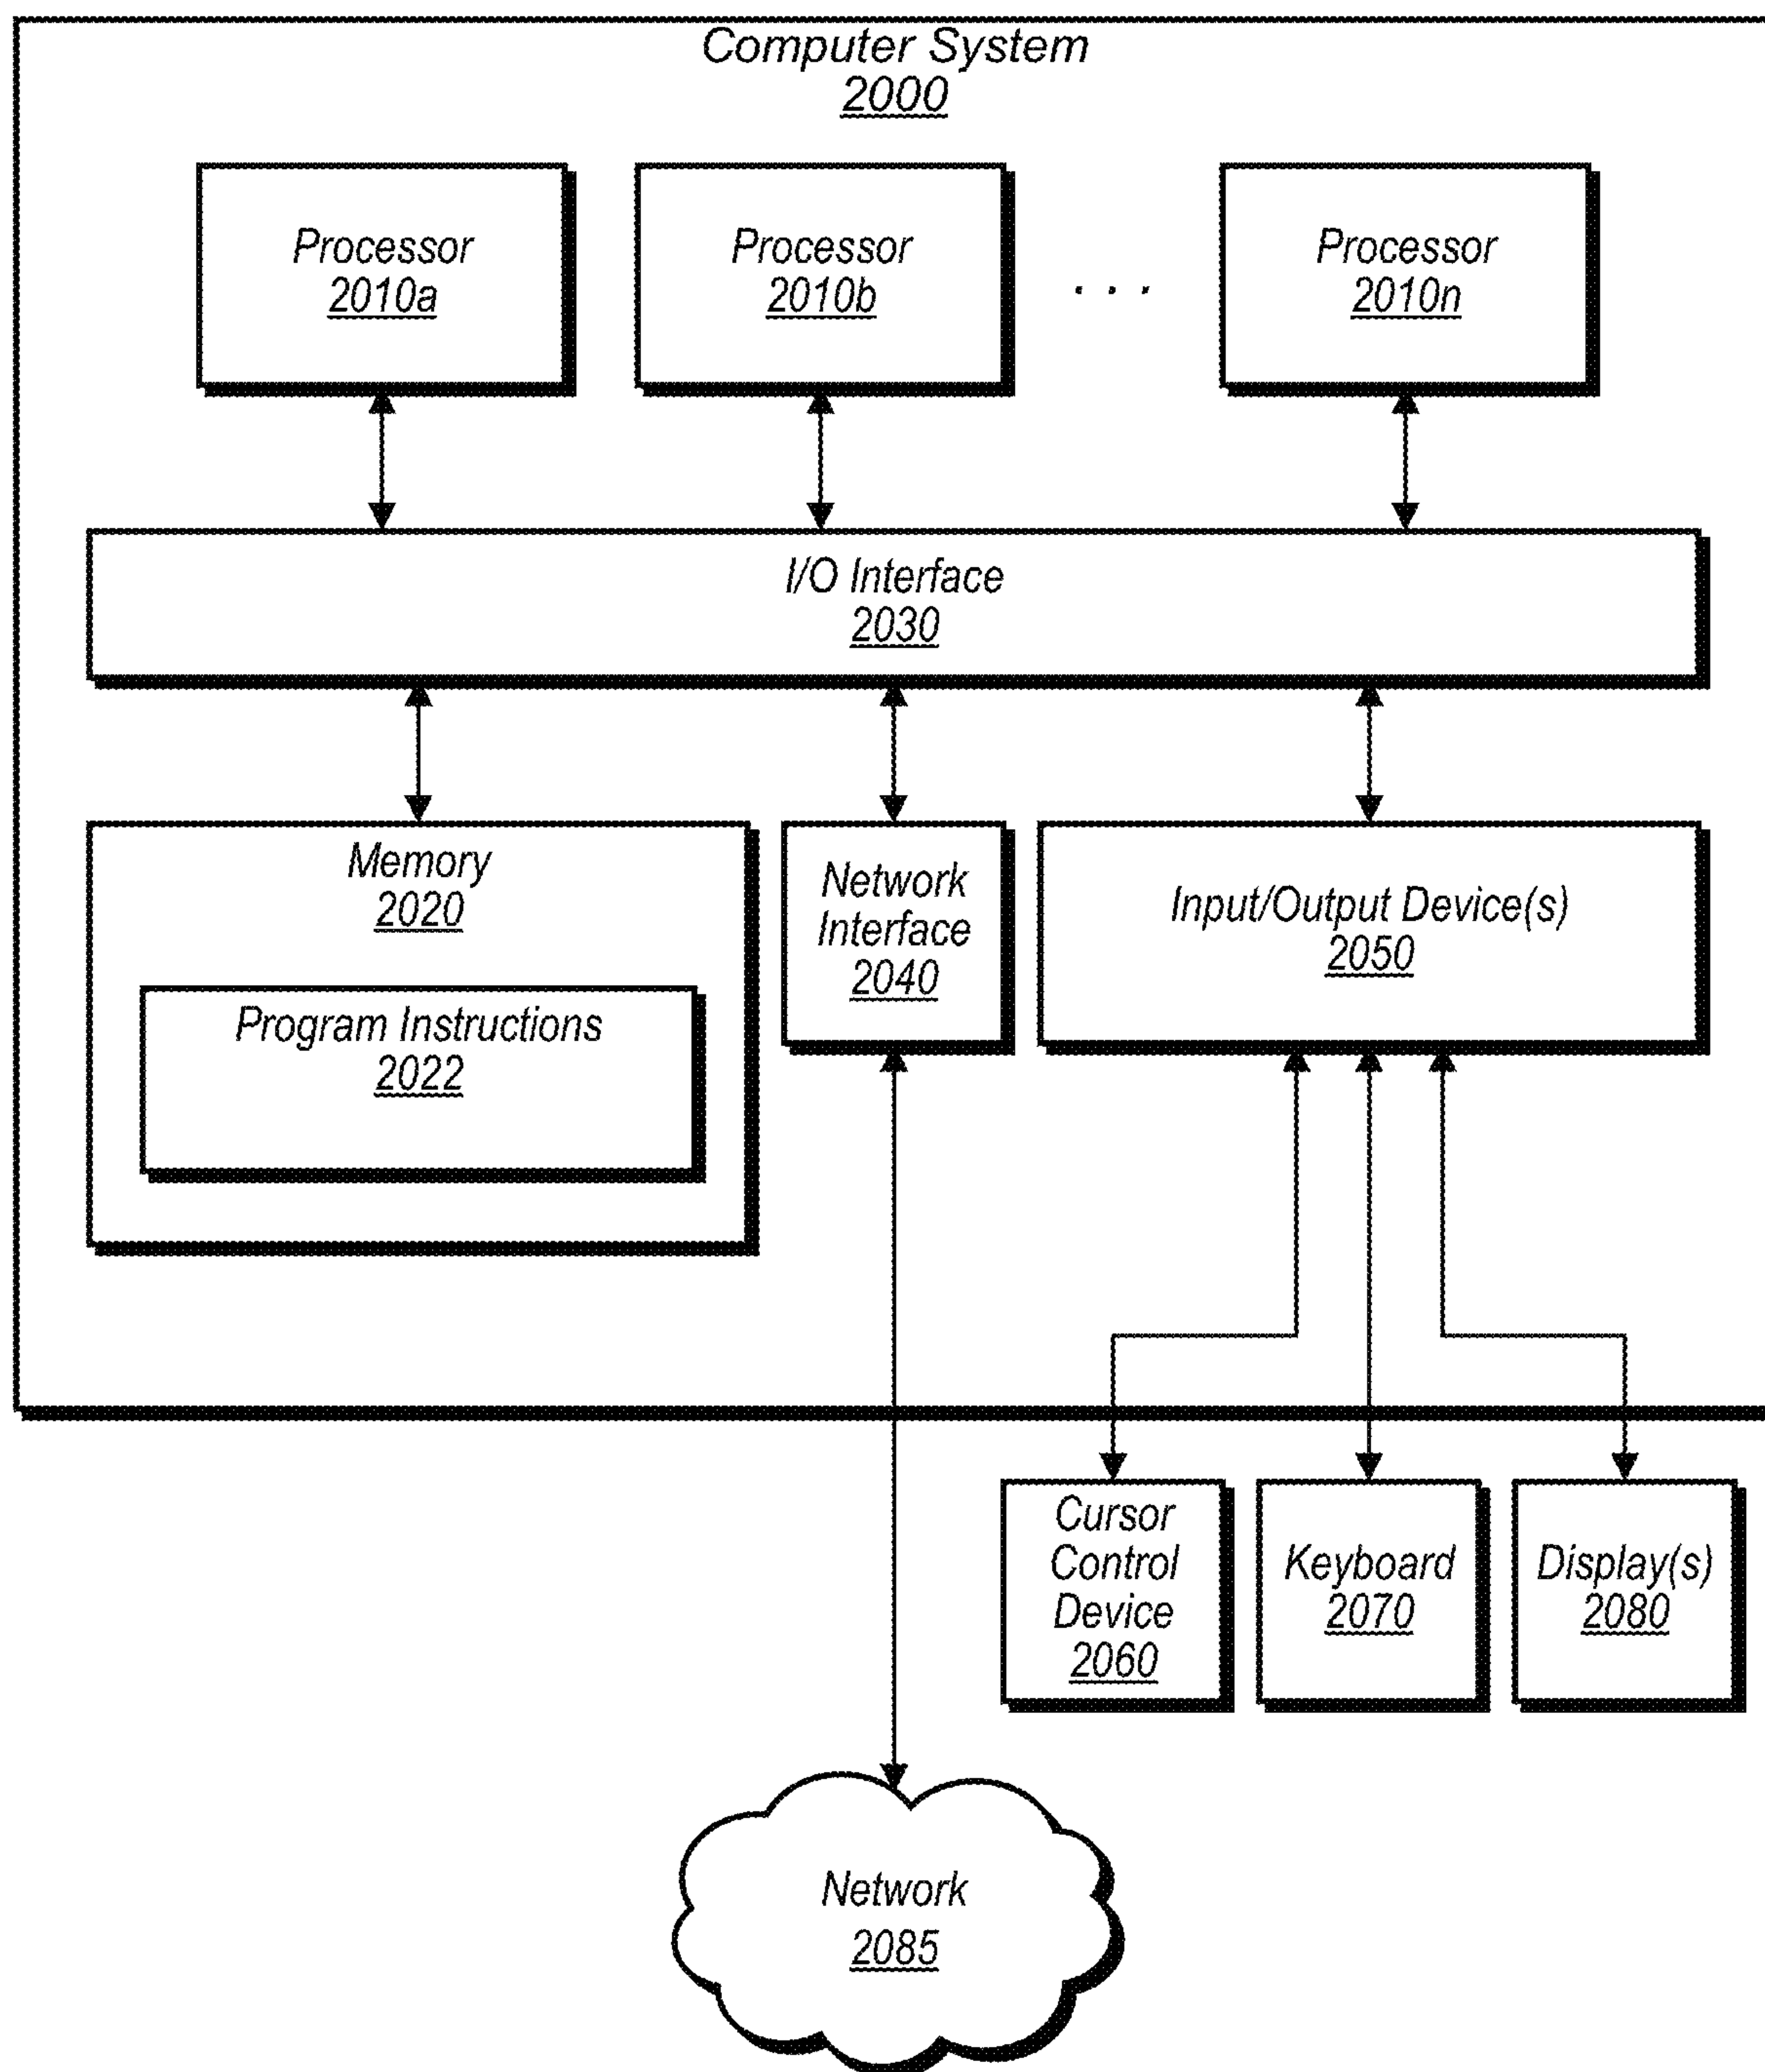 Computer System
2000
Processor
2010a
Processor
2010b
. . .
Processor
2010n
I/O Interface
2030
Memory
2020
Program Instructions
2022
Network
Interface
2040
Input/Output Device(s)
2050
Cursor
Control
Device
2060
Keyboard
2070
Display(s)
2080
Network
2085